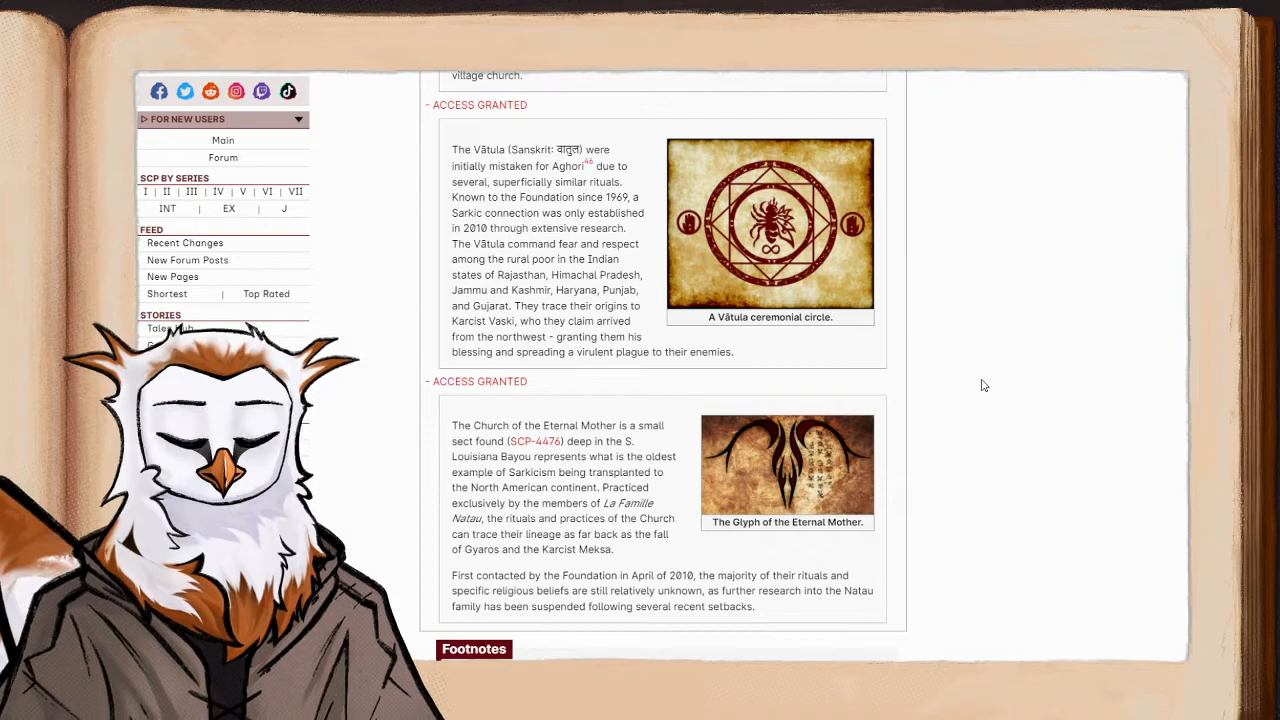 village church.
- ACCESS GRANTED
The Vātula (Sanskrit: वातुल) were
initially mistaken for Aghori46 due to
several, superficially similar rituals.
Known to the Foundation since 1969, a
Sarkic connection was only established
in 2010 through extensive research.
The Vātula command fear and respect
among the rural poor in the Indian
states of Rajasthan, Himachal Pradesh,
Jammu and Kashmir, Haryana, Punjab,
and Gujarat. They trace their origins to
Karcist Vaski, who they claim arrived
from the northwest - granting them his
blessing and spreading a virulent plague to their enemies.
A Vātula ceremonial circle.
- ACCESS GRANTED
The Church of the Eternal Mother is a small
sect found (SCP-4476) deep in the S.
Louisiana Bayou represents what is the oldest
example of Sarkicism being transplanted to
the North American continent. Practiced
exclusively by the members of La Famille
Natau, the rituals and practices of the Church
can trace their lineage as far back as the fall
of Gyaros and the Karcist Meksa.
The Glyph of the Eternal Mother.
First contacted by the Foundation in April of 2010, the majority of their rituals and
specific religious beliefs are still relatively unknown, as further research into the Natau
family has been suspended following several recent setbacks.
Footnotes
▷ FOR NEW USERS ▼
Main
Forum
SCP BY SERIES
I | II | III | IV | V | VI | VII
INT | EX | J
FEED
Recent Changes
New Forum Posts
New Pages
Shortest | Top Rated
STORIES